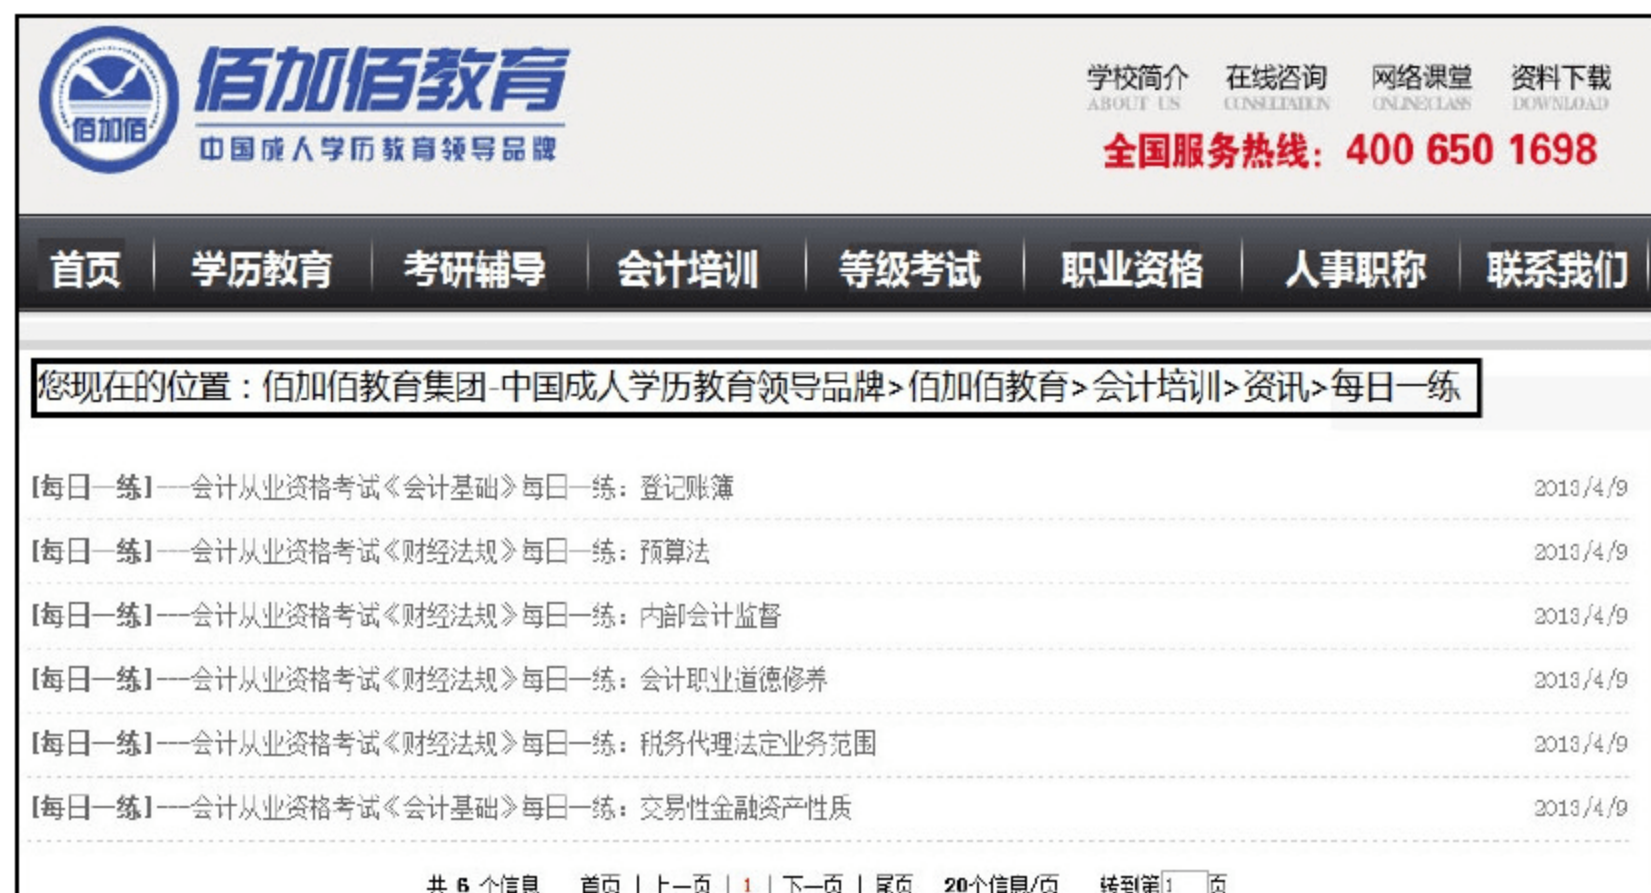 佰加佰
佰加佰教育
中国成人学历教育领导品牌
学校简介 在线咨询 网络课堂 资料下载
ABOUT US CONSULTATION ONLINECLASS DOWNLOAD
全国服务热线：400 650 1698
首页 学历教育 考研辅导 会计培训 等级考试 职业资格 人事职称 联系我们
您现在的位置：佰加佰教育集团-中国成人学历教育领导品牌>佰加佰教育>会计培训>资讯>每日一练
[每日一练]---会计从业资格考试《会计基础》每日一练：登记账簿 2013/4/9
[每日一练]---会计从业资格考试《财经法规》每日一练：预算法 2013/4/9
[每日一练]---会计从业资格考试《财经法规》每日一练：内部会计监督 2013/4/9
[每日一练]---会计从业资格考试《财经法规》每日一练：会计职业道德修养 2013/4/9
[每日一练]---会计从业资格考试《财经法规》每日一练：税务代理法定业务范围 2013/4/9
[每日一练]---会计从业资格考试《会计基础》每日一练：交易性金融资产性质 2013/4/9
共 6 个信息 首页 | 上一页 | 1 | 下一页 | 尾页 20个信息/页 转到第1页